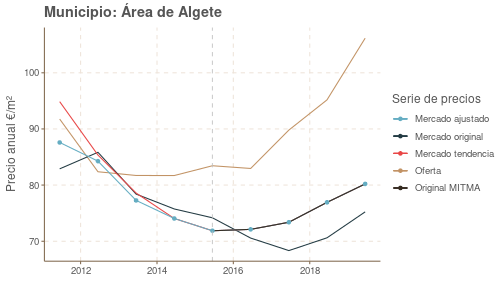 Municipio: Área de Algete
Precio anual €/m²
100
90
80
70
2012
2014
2016
2018
Serie de precios
Mercado ajustado
Mercado original
Mercado tendencia
Oferta
Original MITMA